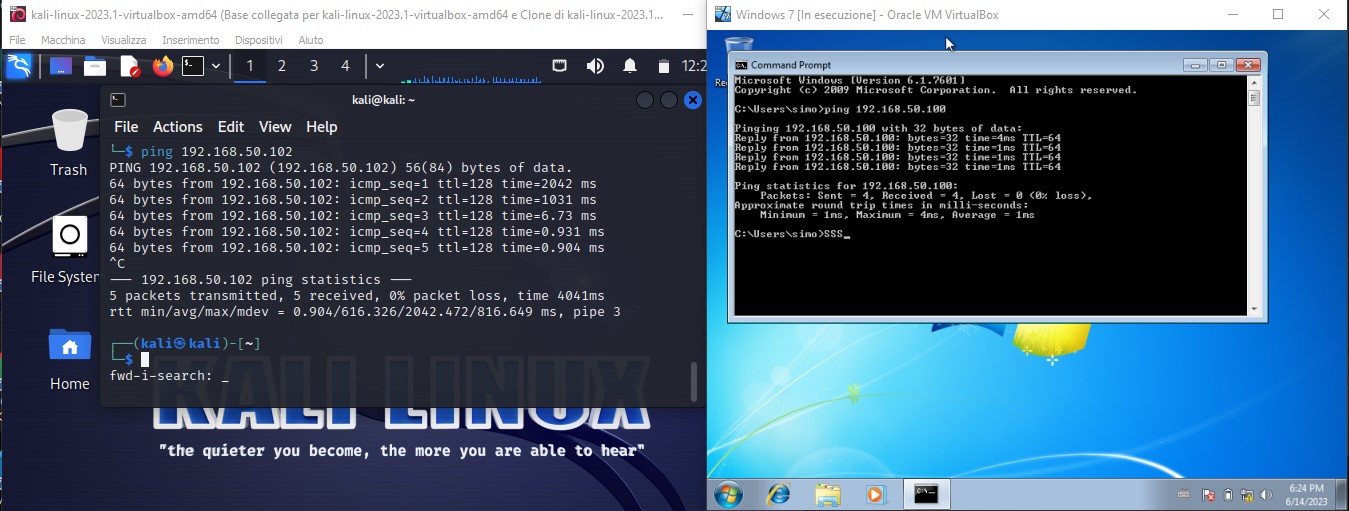 kali-linux-2023.1-virtualbox-amd64 (Base collegata per kali-linux-2023.1-virtualbox-amd64 e Clone di kali-linux-2023.1...
File Macchina Visualizza Inserimento Dispositivi Aiuto
1 2 3 4
12:2
kali@kali: ~
File Actions Edit View Help
Trash
File System
Home
└─$ ping 192.168.50.102
PING 192.168.50.102 (192.168.50.102) 56(84) bytes of data.
64 bytes from 192.168.50.102: icmp_seq=1 ttl=128 time=2042 ms
64 bytes from 192.168.50.102: icmp_seq=2 ttl=128 time=1031 ms
64 bytes from 192.168.50.102: icmp_seq=3 ttl=128 time=6.73 ms
64 bytes from 192.168.50.102: icmp_seq=4 ttl=128 time=0.931 ms
64 bytes from 192.168.50.102: icmp_seq=5 ttl=128 time=0.904 ms
^C
--- 192.168.50.102 ping statistics ---
5 packets transmitted, 5 received, 0% packet loss, time 4041ms
rtt min/avg/max/mdev = 0.904/616.326/2042.472/816.649 ms, pipe 3
┌──(kali㉿kali)-[~]
└─$
fwd-i-search: _
KALI LINUX
"the quieter you become, the more you are able to hear"
Windows 7 [In esecuzione] - Oracle VM VirtualBox
Rec
Command Prompt
Microsoft Windows [Version 6.1.7601]
Copyright (c) 2009 Microsoft Corporation. All rights reserved.
C:\Users\simo>ping 192.168.50.100
Pinging 192.168.50.100 with 32 bytes of data:
Reply from 192.168.50.100: bytes=32 time=4ms TTL=64
Reply from 192.168.50.100: bytes=32 time=1ms TTL=64
Reply from 192.168.50.100: bytes=32 time=1ms TTL=64
Reply from 192.168.50.100: bytes=32 time=1ms TTL=64
Ping statistics for 192.168.50.100:
Packets: Sent = 4, Received = 4, Lost = 0 (0% loss),
Approximate round trip times in milli-seconds:
Minimum = 1ms, Maximum = 4ms, Average = 1ms
C:\Users\simo>SSS_
6:24 PM
6/14/2023